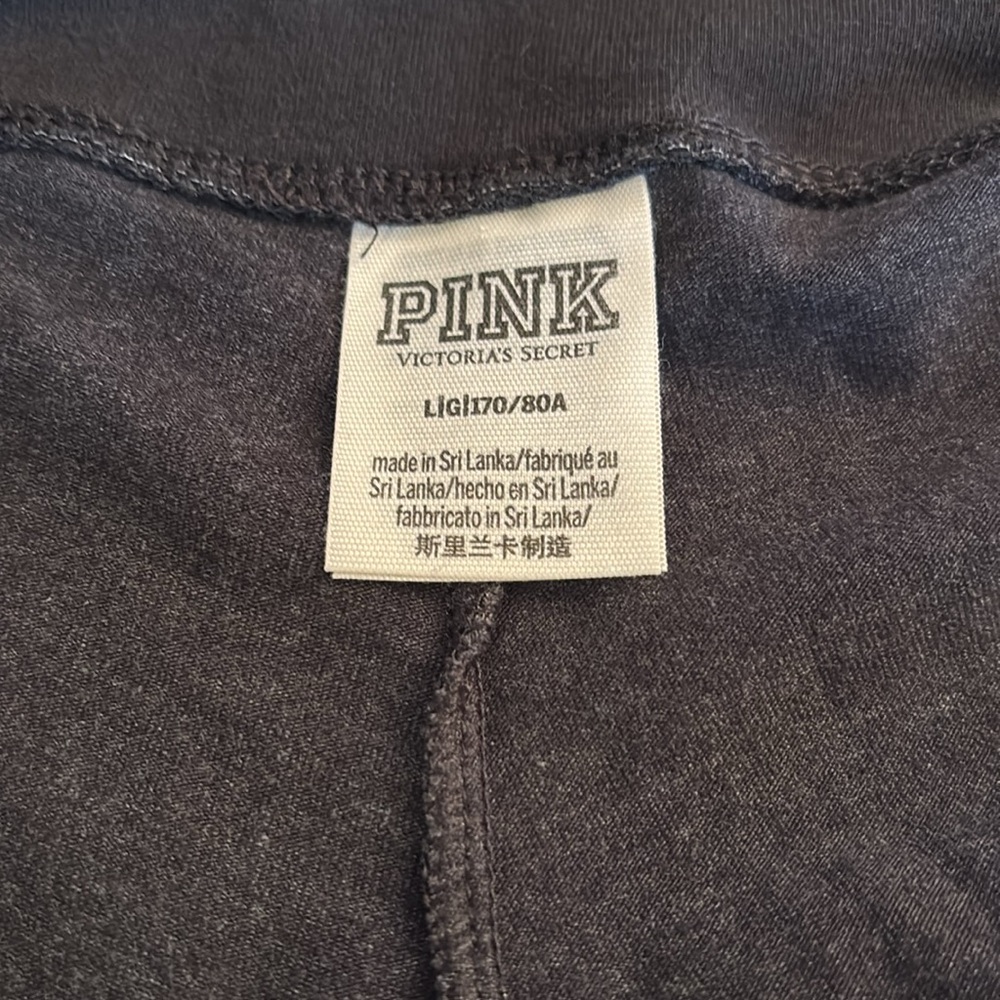 PINK
VICTORIA'S SECRET
L|G|170/80A
made in Sri Lanka/fabriqué au
Sri Lanka/hecho en Sri Lanka/
fabbricato in Sri Lanka/
斯里兰卡制造